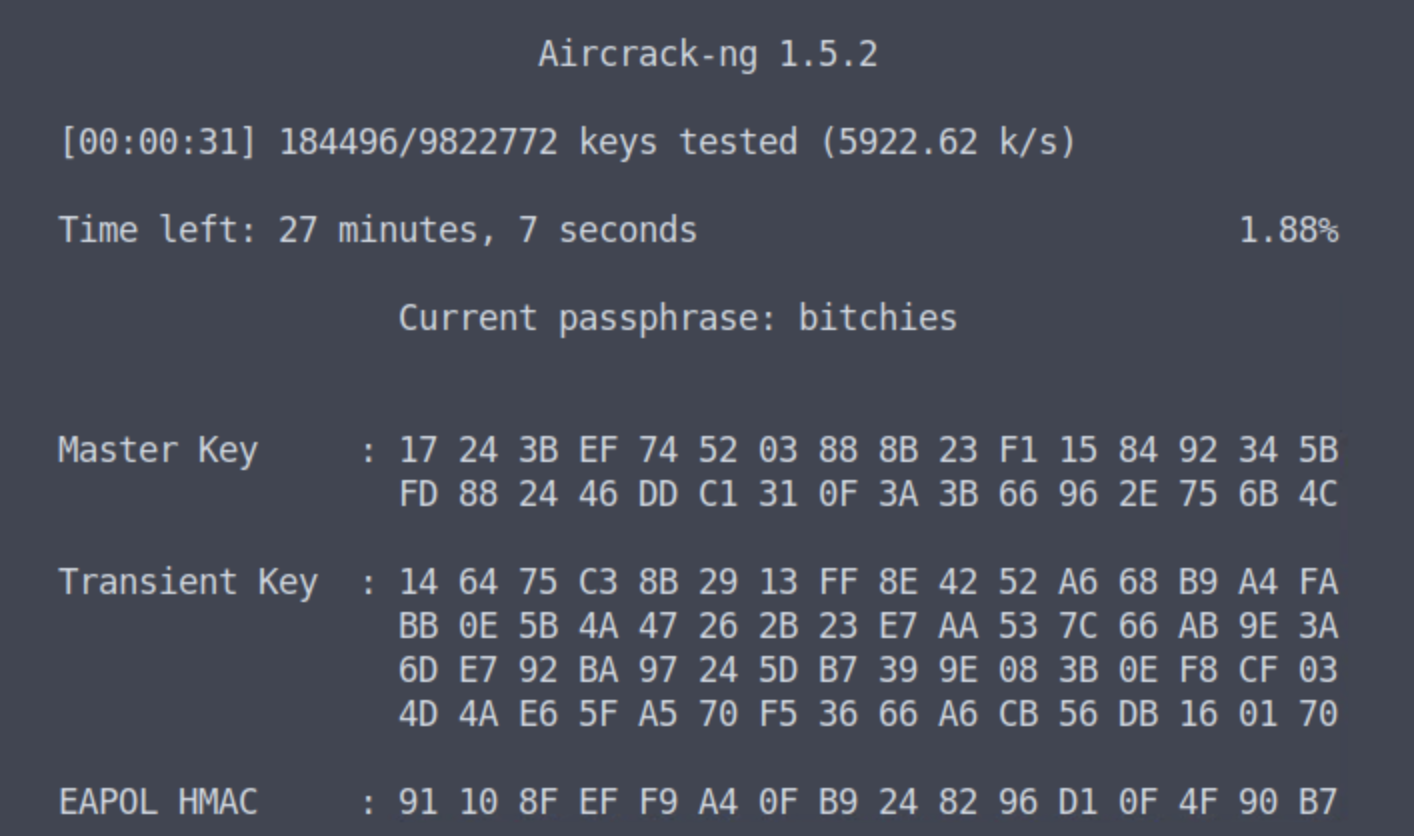 Aircrack-ng 1.5.2
[00:00:31] 184496/9822772 keys tested (5922.62 k/s)
Time left: 27 minutes, 7 seconds 1.88%
Current passphrase: bitchies
Master Key : 17 24 3B EF 74 52 03 88 8B 23 F1 15 84 92 34 5B
FD 88 24 46 DD C1 31 0F 3A 3B 66 96 2E 75 6B 4C
Transient Key : 14 64 75 C3 8B 29 13 FF 8E 42 52 A6 68 B9 A4 FA
BB 0E 5B 4A 47 26 2B 23 E7 AA 53 7C 66 AB 9E 3A
6D E7 92 BA 97 24 5D B7 39 9E 08 3B 0E F8 CF 03
4D 4A E6 5F A5 70 F5 36 66 A6 CB 56 DB 16 01 70
EAPOL HMAC : 91 10 8F EF F9 A4 0F B9 24 82 96 D1 0F 4F 90 B7